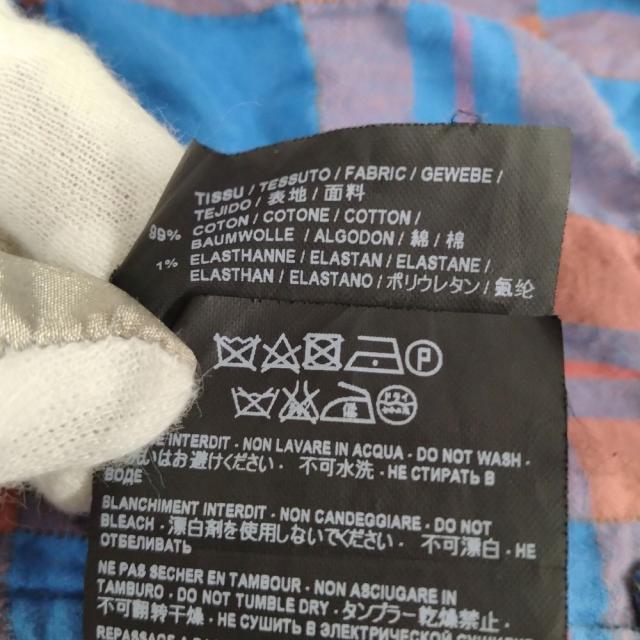 TISSU / TESSUTO / FABRIC / GEWEBE /
TEJIDO / 表地 / 面料
99% COTON / COTONE / COTTON /
BAUMWOLLE / ALGODON / 綿 / 棉
1% ELASTHANNE / ELASTAN / ELASTANE /
ELASTHAN / ELASTANO / ポリウレタン / 氨纶
P
ドライ
INTERDIT - NON LAVARE IN ACQUA - DO NOT WASH -
はお避けください - 不可水洗 - НЕ СТИРАТЬ В
ВОДЕ
BLANCHIMENT INTERDIT - NON CANDEGGIARE - DO NOT
BLEACH - 漂白剤を使用しないでください - 不可漂白 - НЕ
ОТБЕЛИВАТЬ
NE PAS SECHER EN TAMBOUR - NON ASCIUGARE IN
TAMBURO - DO NOT TUMBLE DRY - タンブラー乾燥禁止 -
不可翻转干燥 - НЕ СУШИТЬ В ЭЛЕКТРИЧЕСКОЙ
REPASSAGE À